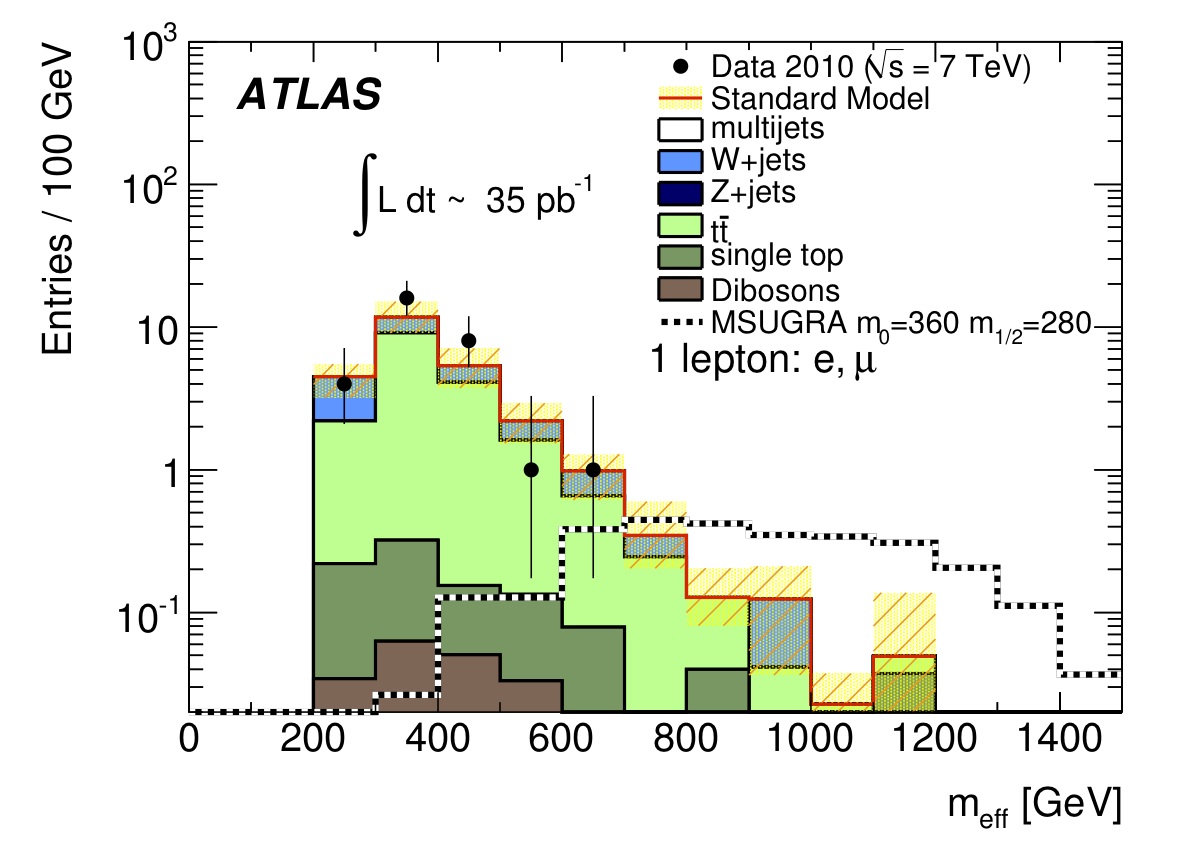 Entries / 100 GeV
10³
10²
10
1
10⁻¹
ATLAS
∫L dt ~ 35 pb⁻¹
Data 2010 (√s = 7 TeV)
Standard Model
multijets
W+jets
Z+jets
tt̄
single top
Dibosons
MSUGRA m₀=360 m₁/₂=280
1 lepton: e, μ
0 200 400 600 800 1000 1200 1400
m_eff [GeV]